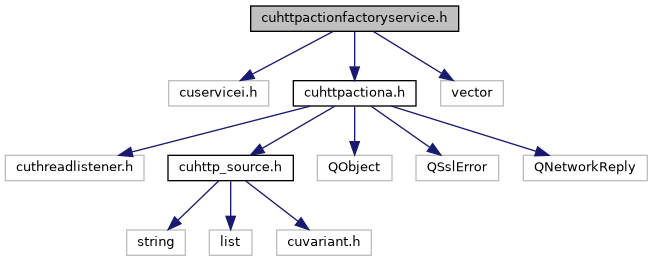 cuhttpactionfactoryservice.h
cuservicei.h
cuhttpactiona.h
vector
cuthreadlistener.h
cuhttp_source.h
QObject
QSslError
QNetworkReply
string
list
cuvariant.h